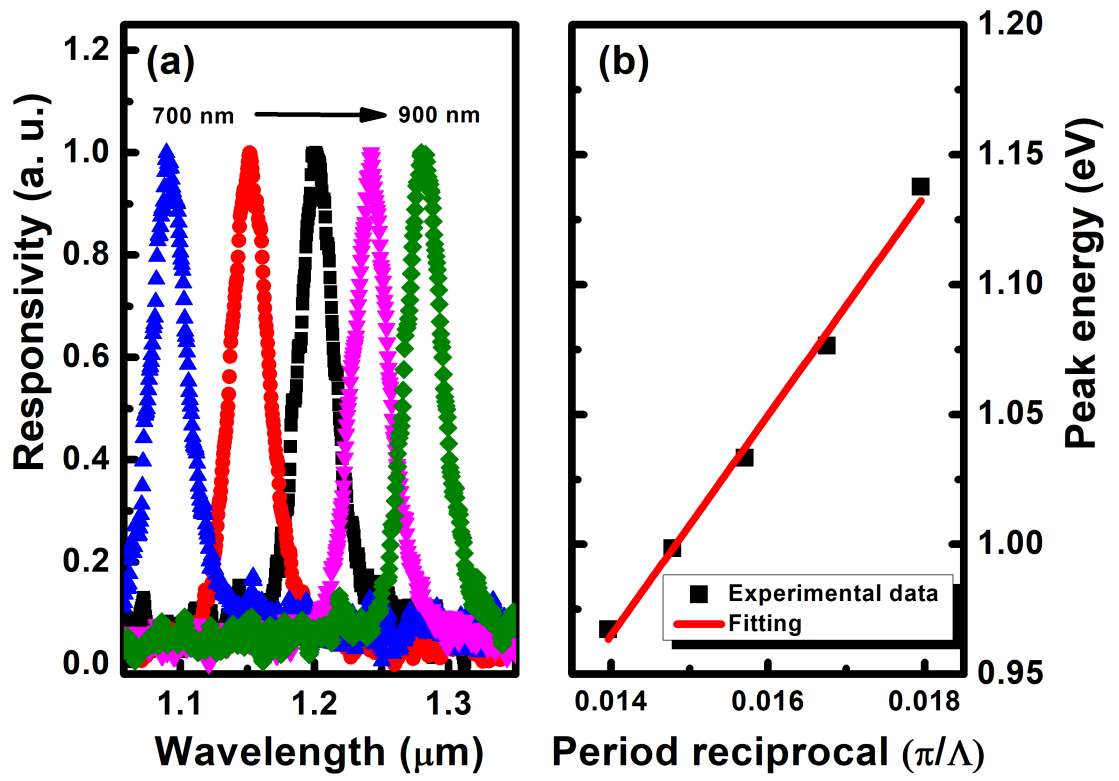 (a)
700 nm
900 nm
Responsivity (a. u.)
1.2
1.0
0.8
0.6
0.4
0.2
0.0
1.1
1.2
1.3
Wavelength (μm)
(b)
1.20
1.15
1.10
1.05
1.00
0.95
Peak energy (eV)
Experimental data
Fitting
0.014
0.016
0.018
Period reciprocal (π/Λ)